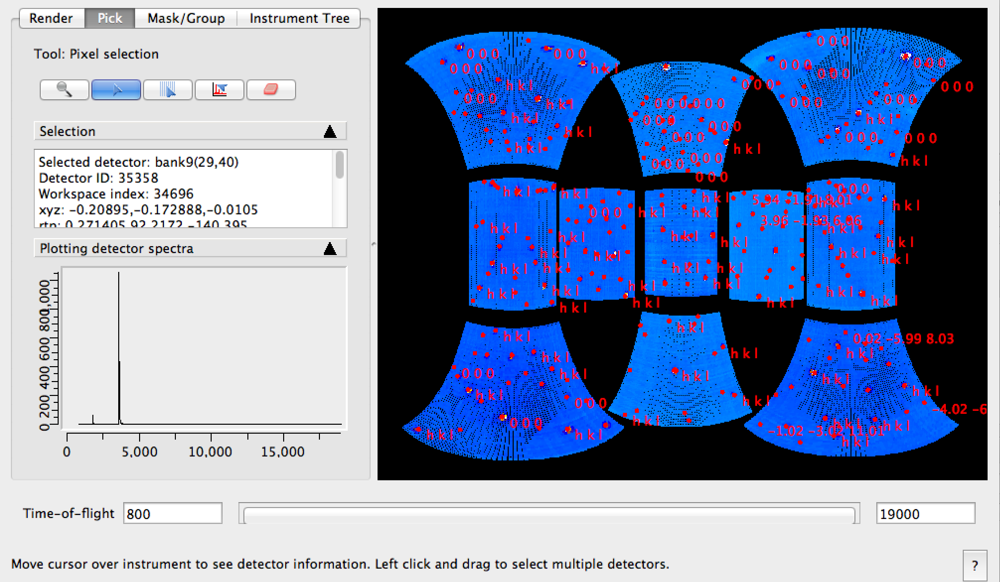 Render Pick Mask/Group Instrument Tree
Tool: Pixel selection
Selection
Selected detector: bank9(29,40)
Detector ID: 35358
Workspace index: 34696
xyz: −0.20895,−0.172888,−0.0105
rtp: 0.271405,92.2172,−140.395
Plotting detector spectra
0 200 400 600 800 1,000
0 5,000 10,000 15,000
0 0 0
0 0 0 0 0 0 0 0 0 0 0 0
0 0 0 h k l 0 0 0
h k l 0 0 0 0 0 0
0 0 0 h k l 0 0 0 0 0 0 0 0 0 0 0 0
h k l 0 0 0 0 0 0 h k l
h k l 0 0 0 0 0 0 0 0 0
h k l 0 0 0 0 0 0 h k l h k l
0 0 0
h k l h k l h k l 5.94 −1.91 h k l 0 0 0
0 0 0 h k l h k l h k l
h k l 3.96 −1.93 6.06 h k l
h k l h k l h k l h k l
h k l h k l h k l h k l
h k l h k l h k l h k l
h k l h k l h k l h k l h k l
h k l h k l h k l h k l
h k l h k l 0.02 −5.99 8.03
h k l h k l h k l
0 0 0 h k l h k l h k l
h k l 0 0 0 h k l h k l −4.02 −6
0 0 0 h k l h k l h k l
h k l h k l −1.02 −3.02 11.01
h k l
Time-of-flight 800 19000
Move cursor over instrument to see detector information. Left click and drag to select multiple detectors. ?